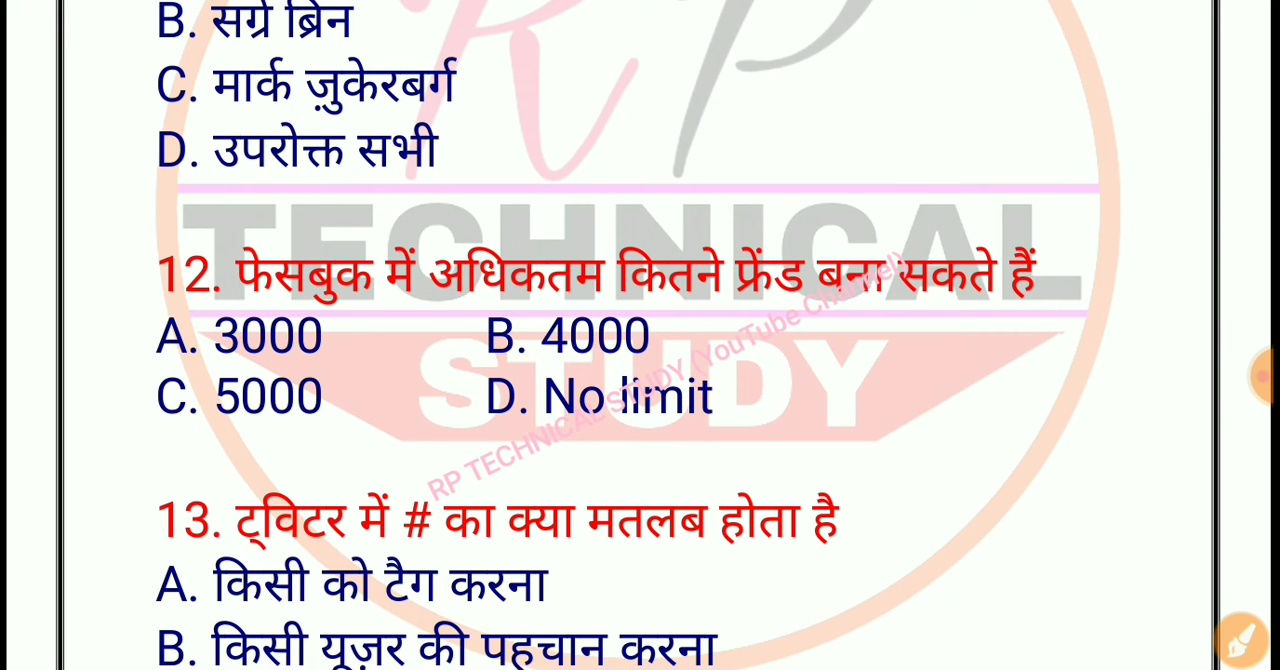 B. सग्रे ब्रिन
C. मार्क ज़ुकेरबर्ग
D. उपरोक्त सभी
RP
TECHNICAL
STUDY
RP TECHNICAL STUDY (YouTube Channel)
12. फेसबुक में अधिकतम कितने फ्रेंड बना सकते हैं
A. 3000 B. 4000
C. 5000 D. No limit
13. ट्विटर में # का क्या मतलब होता है
A. किसी को टैग करना
B. किसी यूज़र की पहचान करना